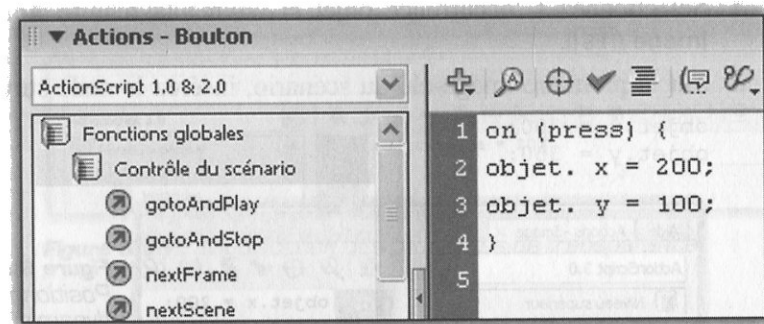 Actions - Bouton
ActionScript 1.0 & 2.0
Fonctions globales
Contrôle du scénario
gotoAndPlay
gotoAndStop
nextFrame
nextScene
1 on (press) {
2 objet. x = 200;
3 objet. y = 100;
4 }
5